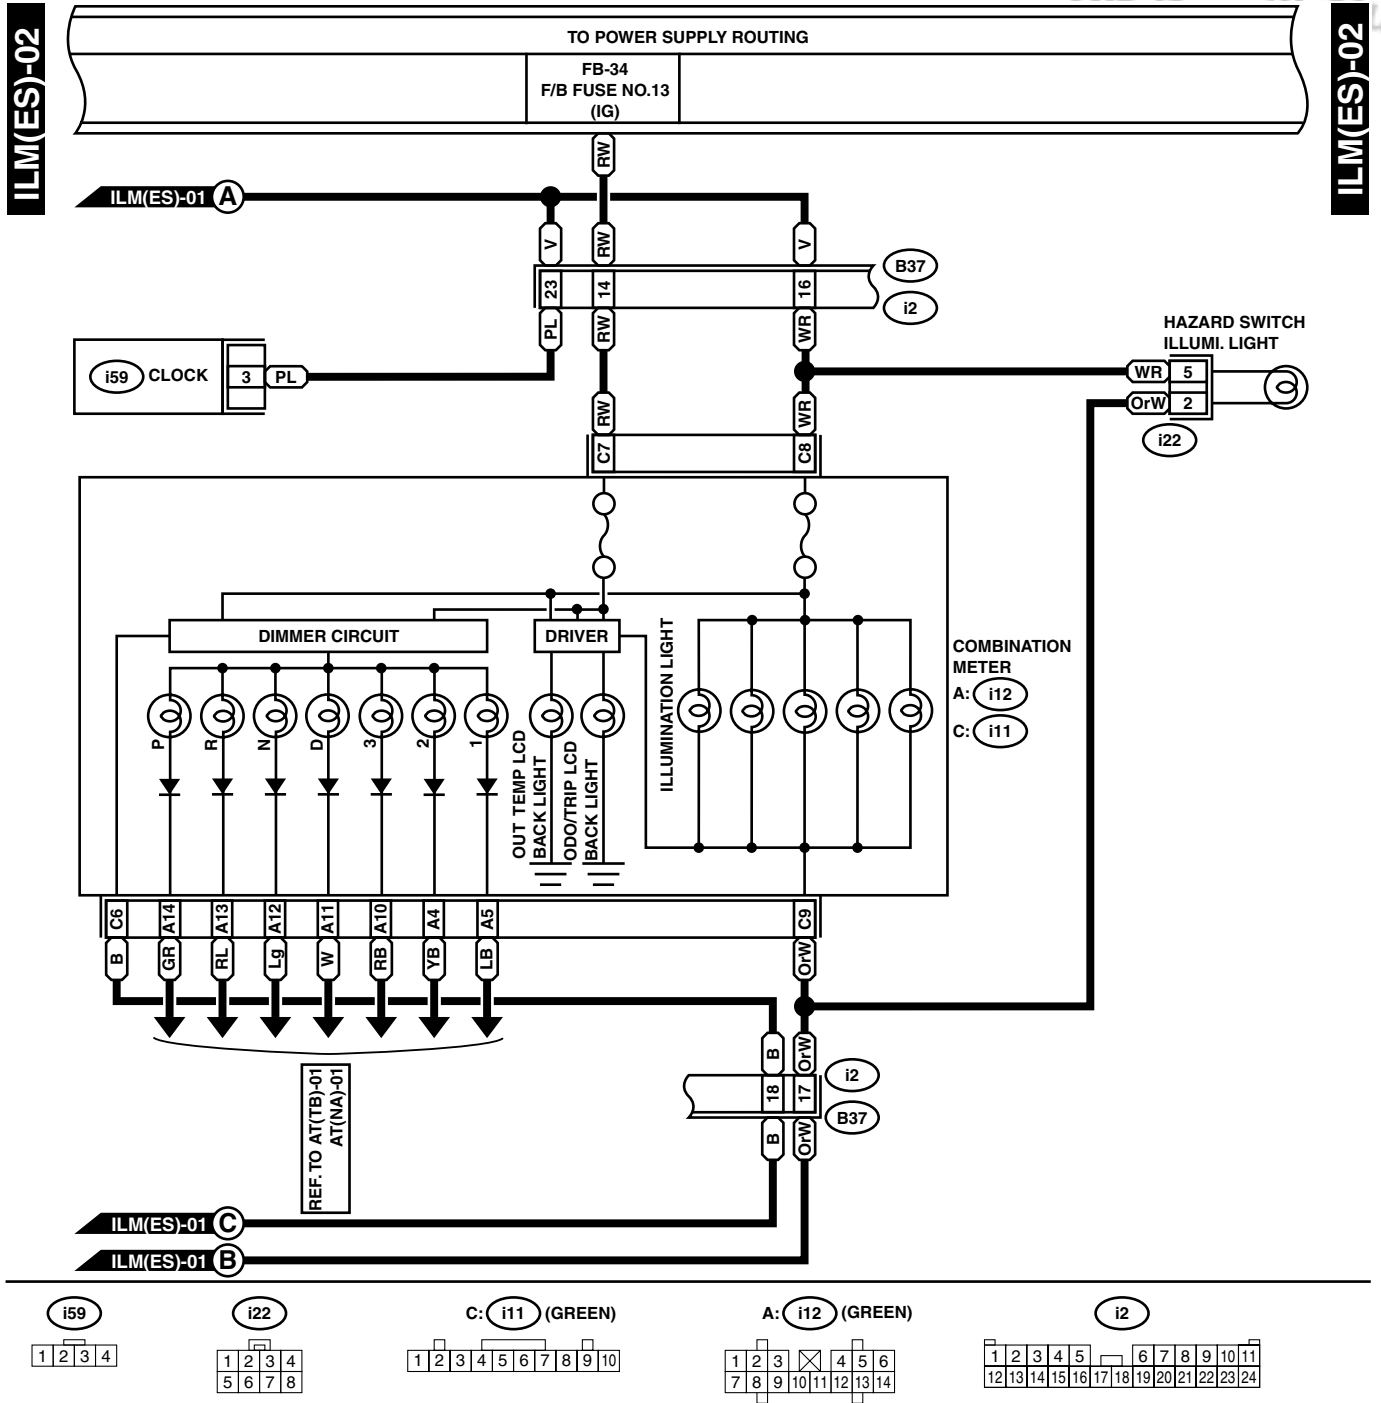 ILM(ES)-02
ILM(ES)-02
TO POWER SUPPLY ROUTING
FB-34
F/B FUSE NO.13
(IG)
RW
ILM(ES)-01 A
V
RW
V
B37
23
14
16
i2
PL
RW
WR
HAZARD SWITCH
ILLUMI. LIGHT
i59 CLOCK 3 PL
WR 5
OrW 2
i22
RW
WR
C7
C8
DIMMER CIRCUIT
DRIVER
ILLUMINATION LIGHT
COMBINATION
METER
A: i12
C: i11
P
R
N
D
3
2
1
OUT TEMP LCD
BACK LIGHT
ODO/TRIP LCD
BACK LIGHT
C6 A14 A13 A12 A11 A10 A4 A5 C9
B GR RL Lg W RB YB LB OrW
B OrW
i2
18 17
B37
B OrW
REF. TO AT(TB)-01
AT(NA)-01
ILM(ES)-01 C
ILM(ES)-01 B
i59
i22
C: i11 (GREEN)
A: i12 (GREEN)
i2
1 2 3 4
1 2 3 4
5 6 7 8
1 2 3 4 5 6 7 8 9 10
1 2 3 4 5 6
7 8 9 10 11 12 13 14
1 2 3 4 5 6 7 8 9 10 11
12 13 14 15 16 17 18 19 20 21 22 23 24